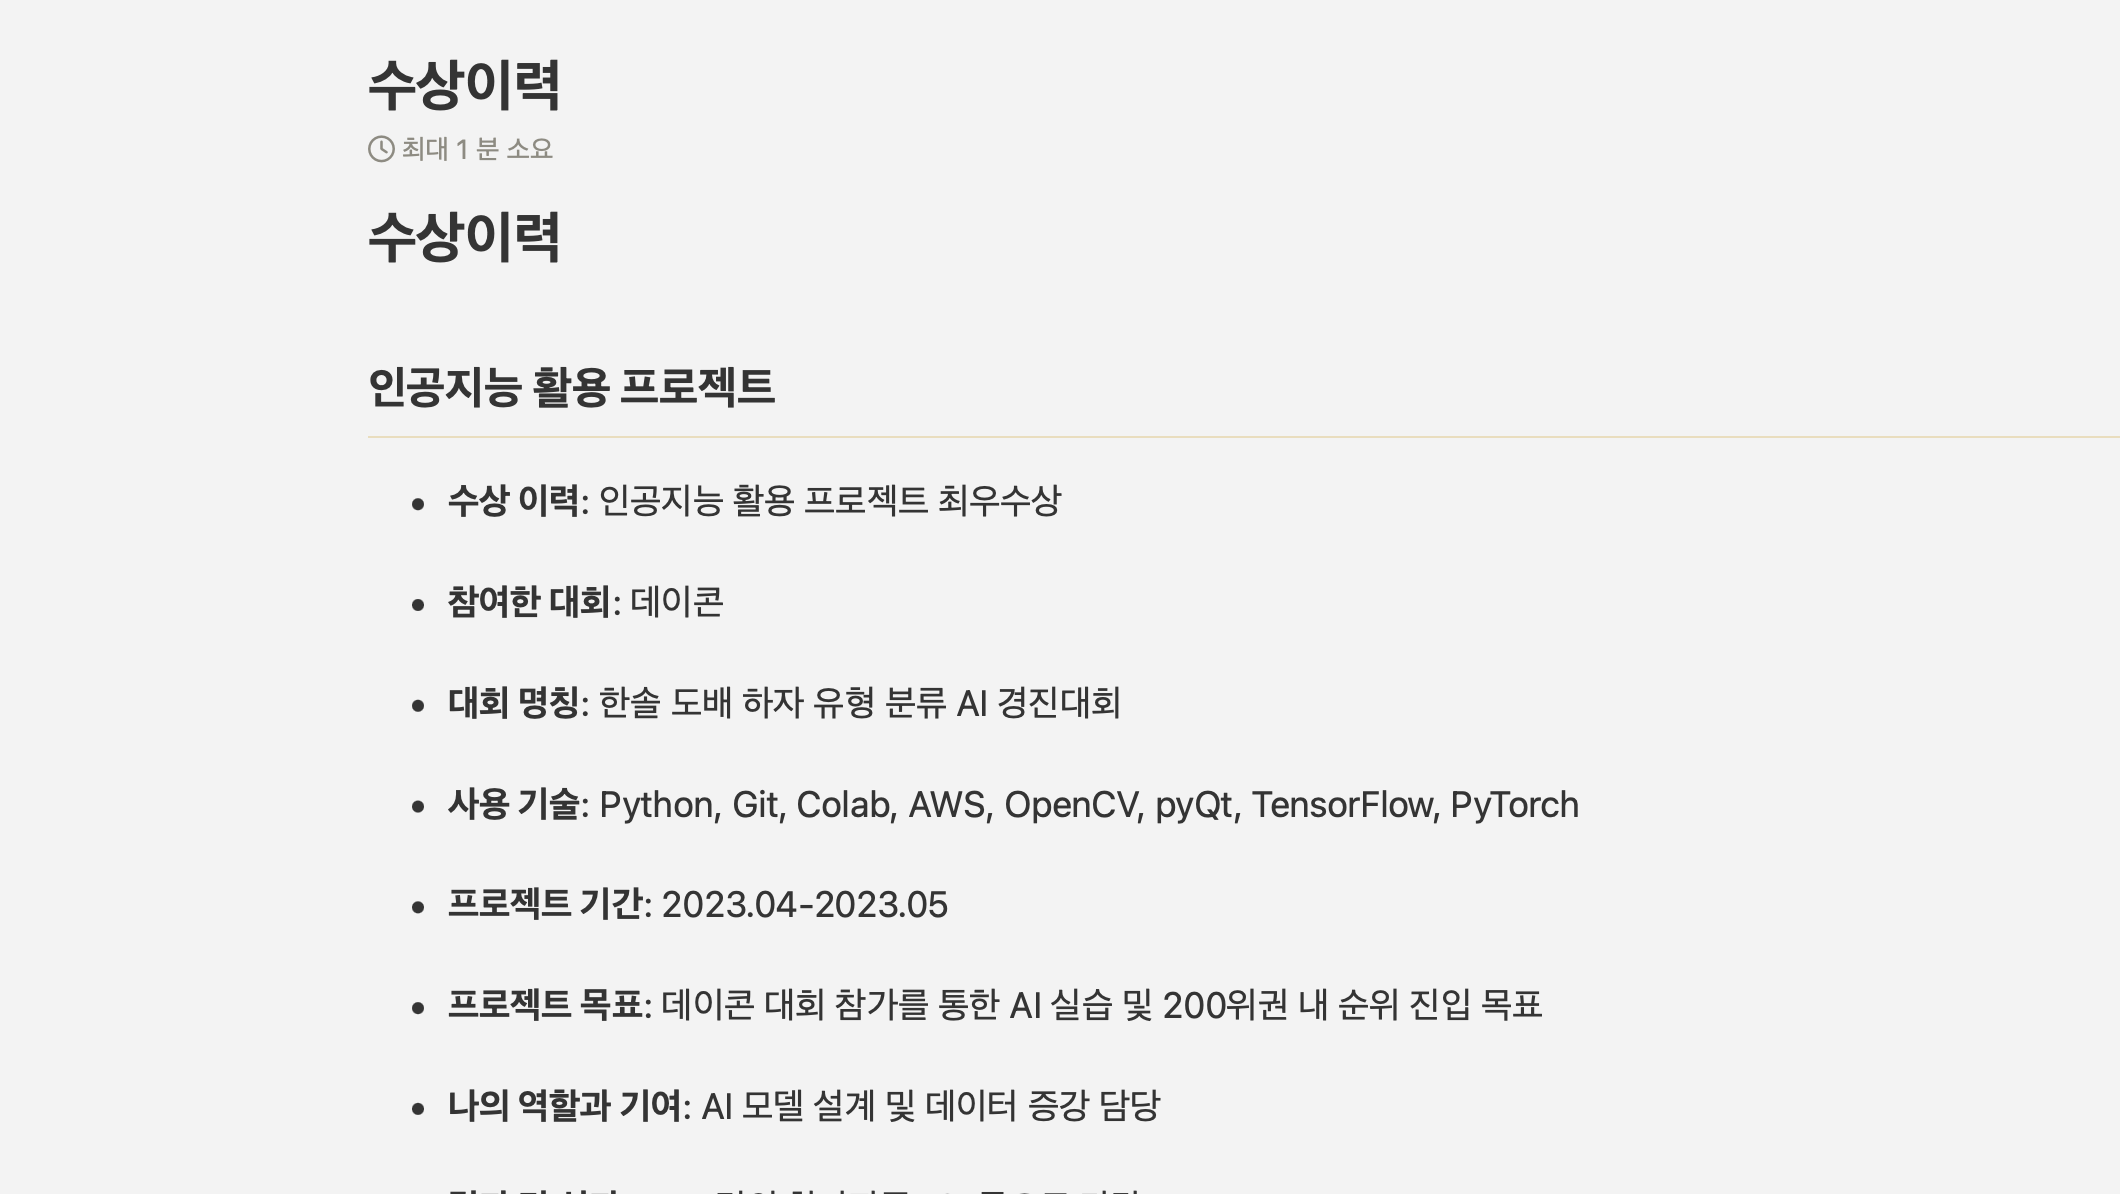 수상이력
최대 1 분 소요
수상이력
인공지능 활용 프로젝트
수상 이력: 인공지능 활용 프로젝트 최우수상
참여한 대회: 데이콘
대회 명칭: 한솔 도배 하자 유형 분류 AI 경진대회
사용 기술: Python, Git, Colab, AWS, OpenCV, pyQt, TensorFlow, PyTorch
프로젝트 기간: 2023.04-2023.05
프로젝트 목표: 데이콘 대회 참가를 통한 AI 실습 및 200위권 내 순위 진입 목표
나의 역할과 기여: AI 모델 설계 및 데이터 증강 담당